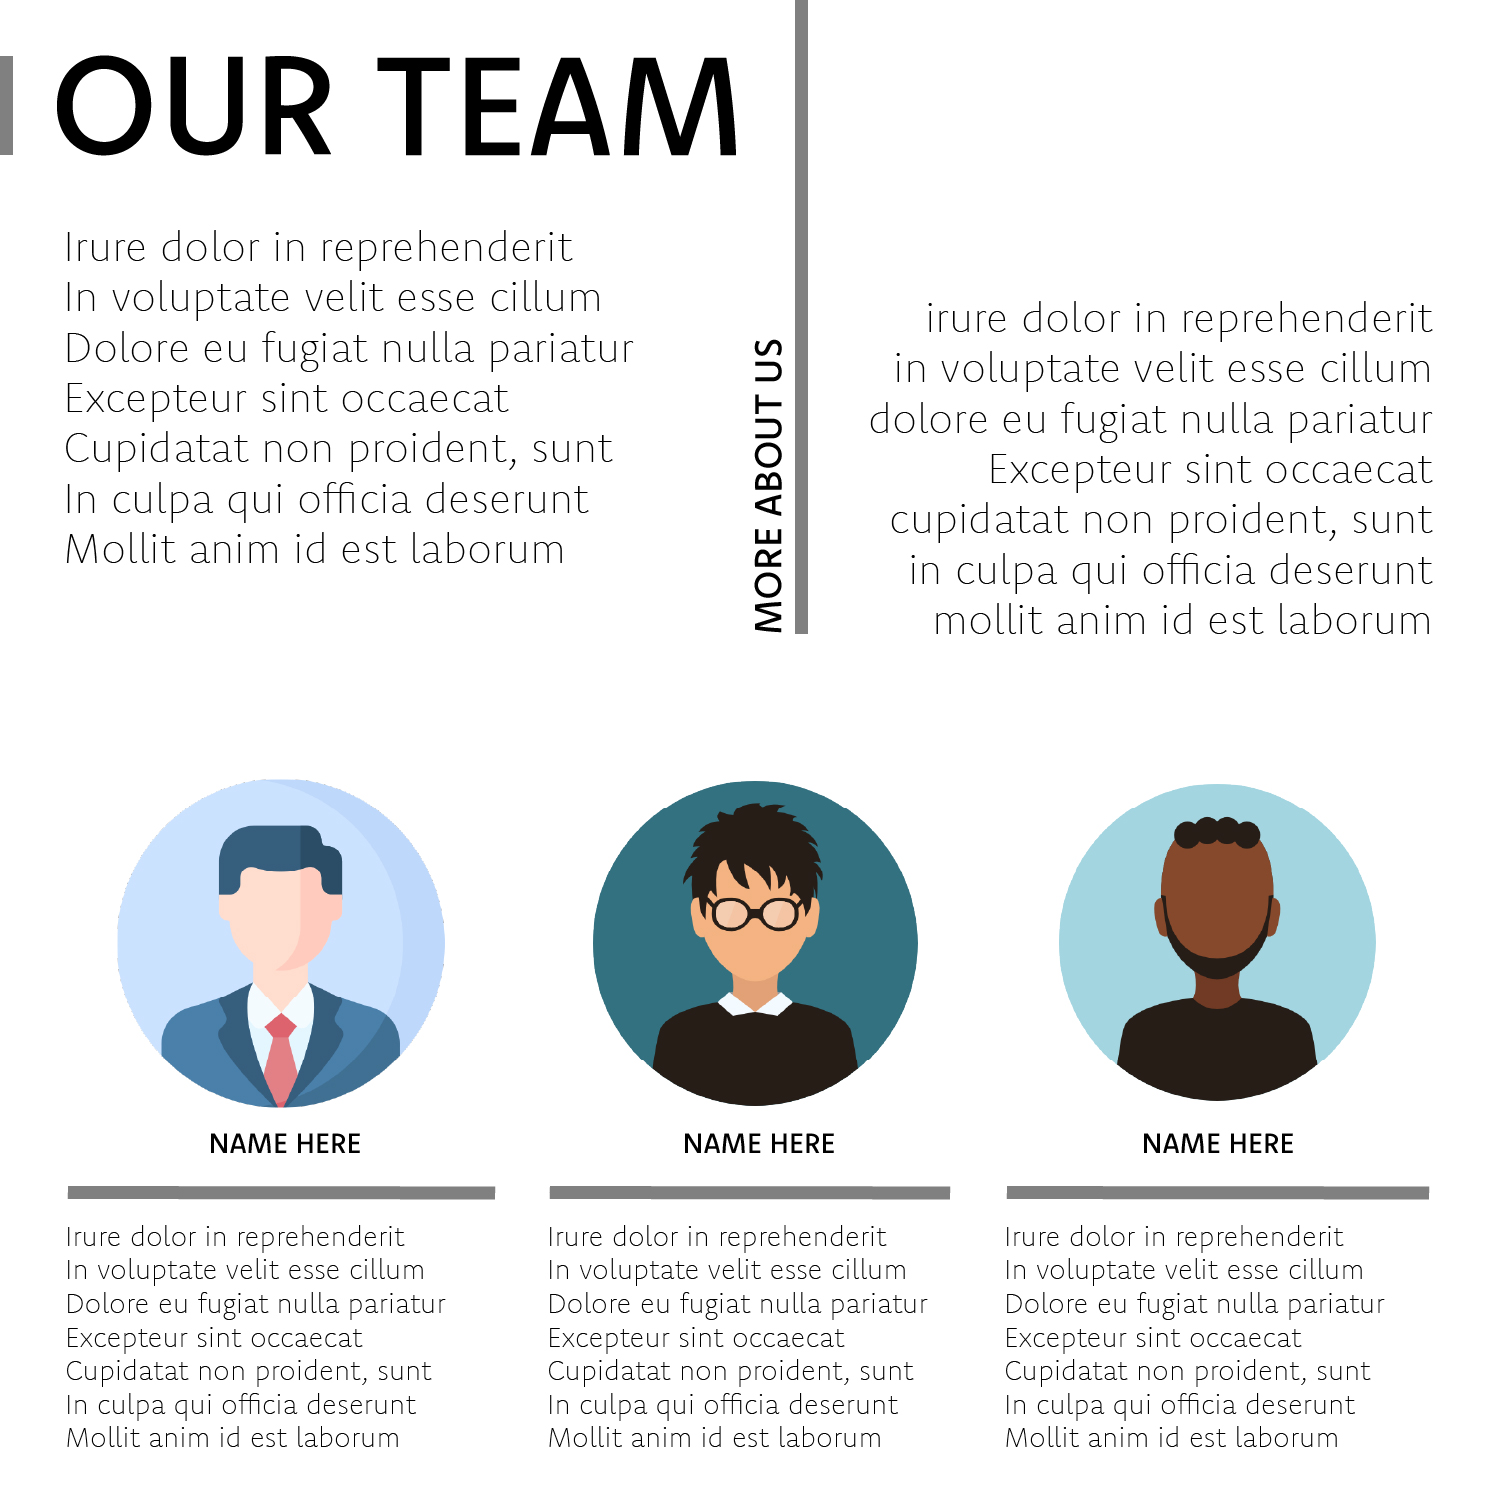 OUR TEAM
Irure dolor in reprehenderit
In voluptate velit esse cillum
Dolore eu fugiat nulla pariatur
Excepteur sint occaecat
Cupidatat non proident, sunt
In culpa qui officia deserunt
Mollit anim id est laborum
MORE ABOUT US
irure dolor in reprehenderit
in voluptate velit esse cillum
dolore eu fugiat nulla pariatur
Excepteur sint occaecat
cupidatat non proident, sunt
in culpa qui officia deserunt
mollit anim id est laborum
NAME HERE
Irure dolor in reprehenderit
In voluptate velit esse cillum
Dolore eu fugiat nulla pariatur
Excepteur sint occaecat
Cupidatat non proident, sunt
In culpa qui officia deserunt
Mollit anim id est laborum
NAME HERE
Irure dolor in reprehenderit
In voluptate velit esse cillum
Dolore eu fugiat nulla pariatur
Excepteur sint occaecat
Cupidatat non proident, sunt
In culpa qui officia deserunt
Mollit anim id est laborum
NAME HERE
Irure dolor in reprehenderit
In voluptate velit esse cillum
Dolore eu fugiat nulla pariatur
Excepteur sint occaecat
Cupidatat non proident, sunt
In culpa qui officia deserunt
Mollit anim id est laborum